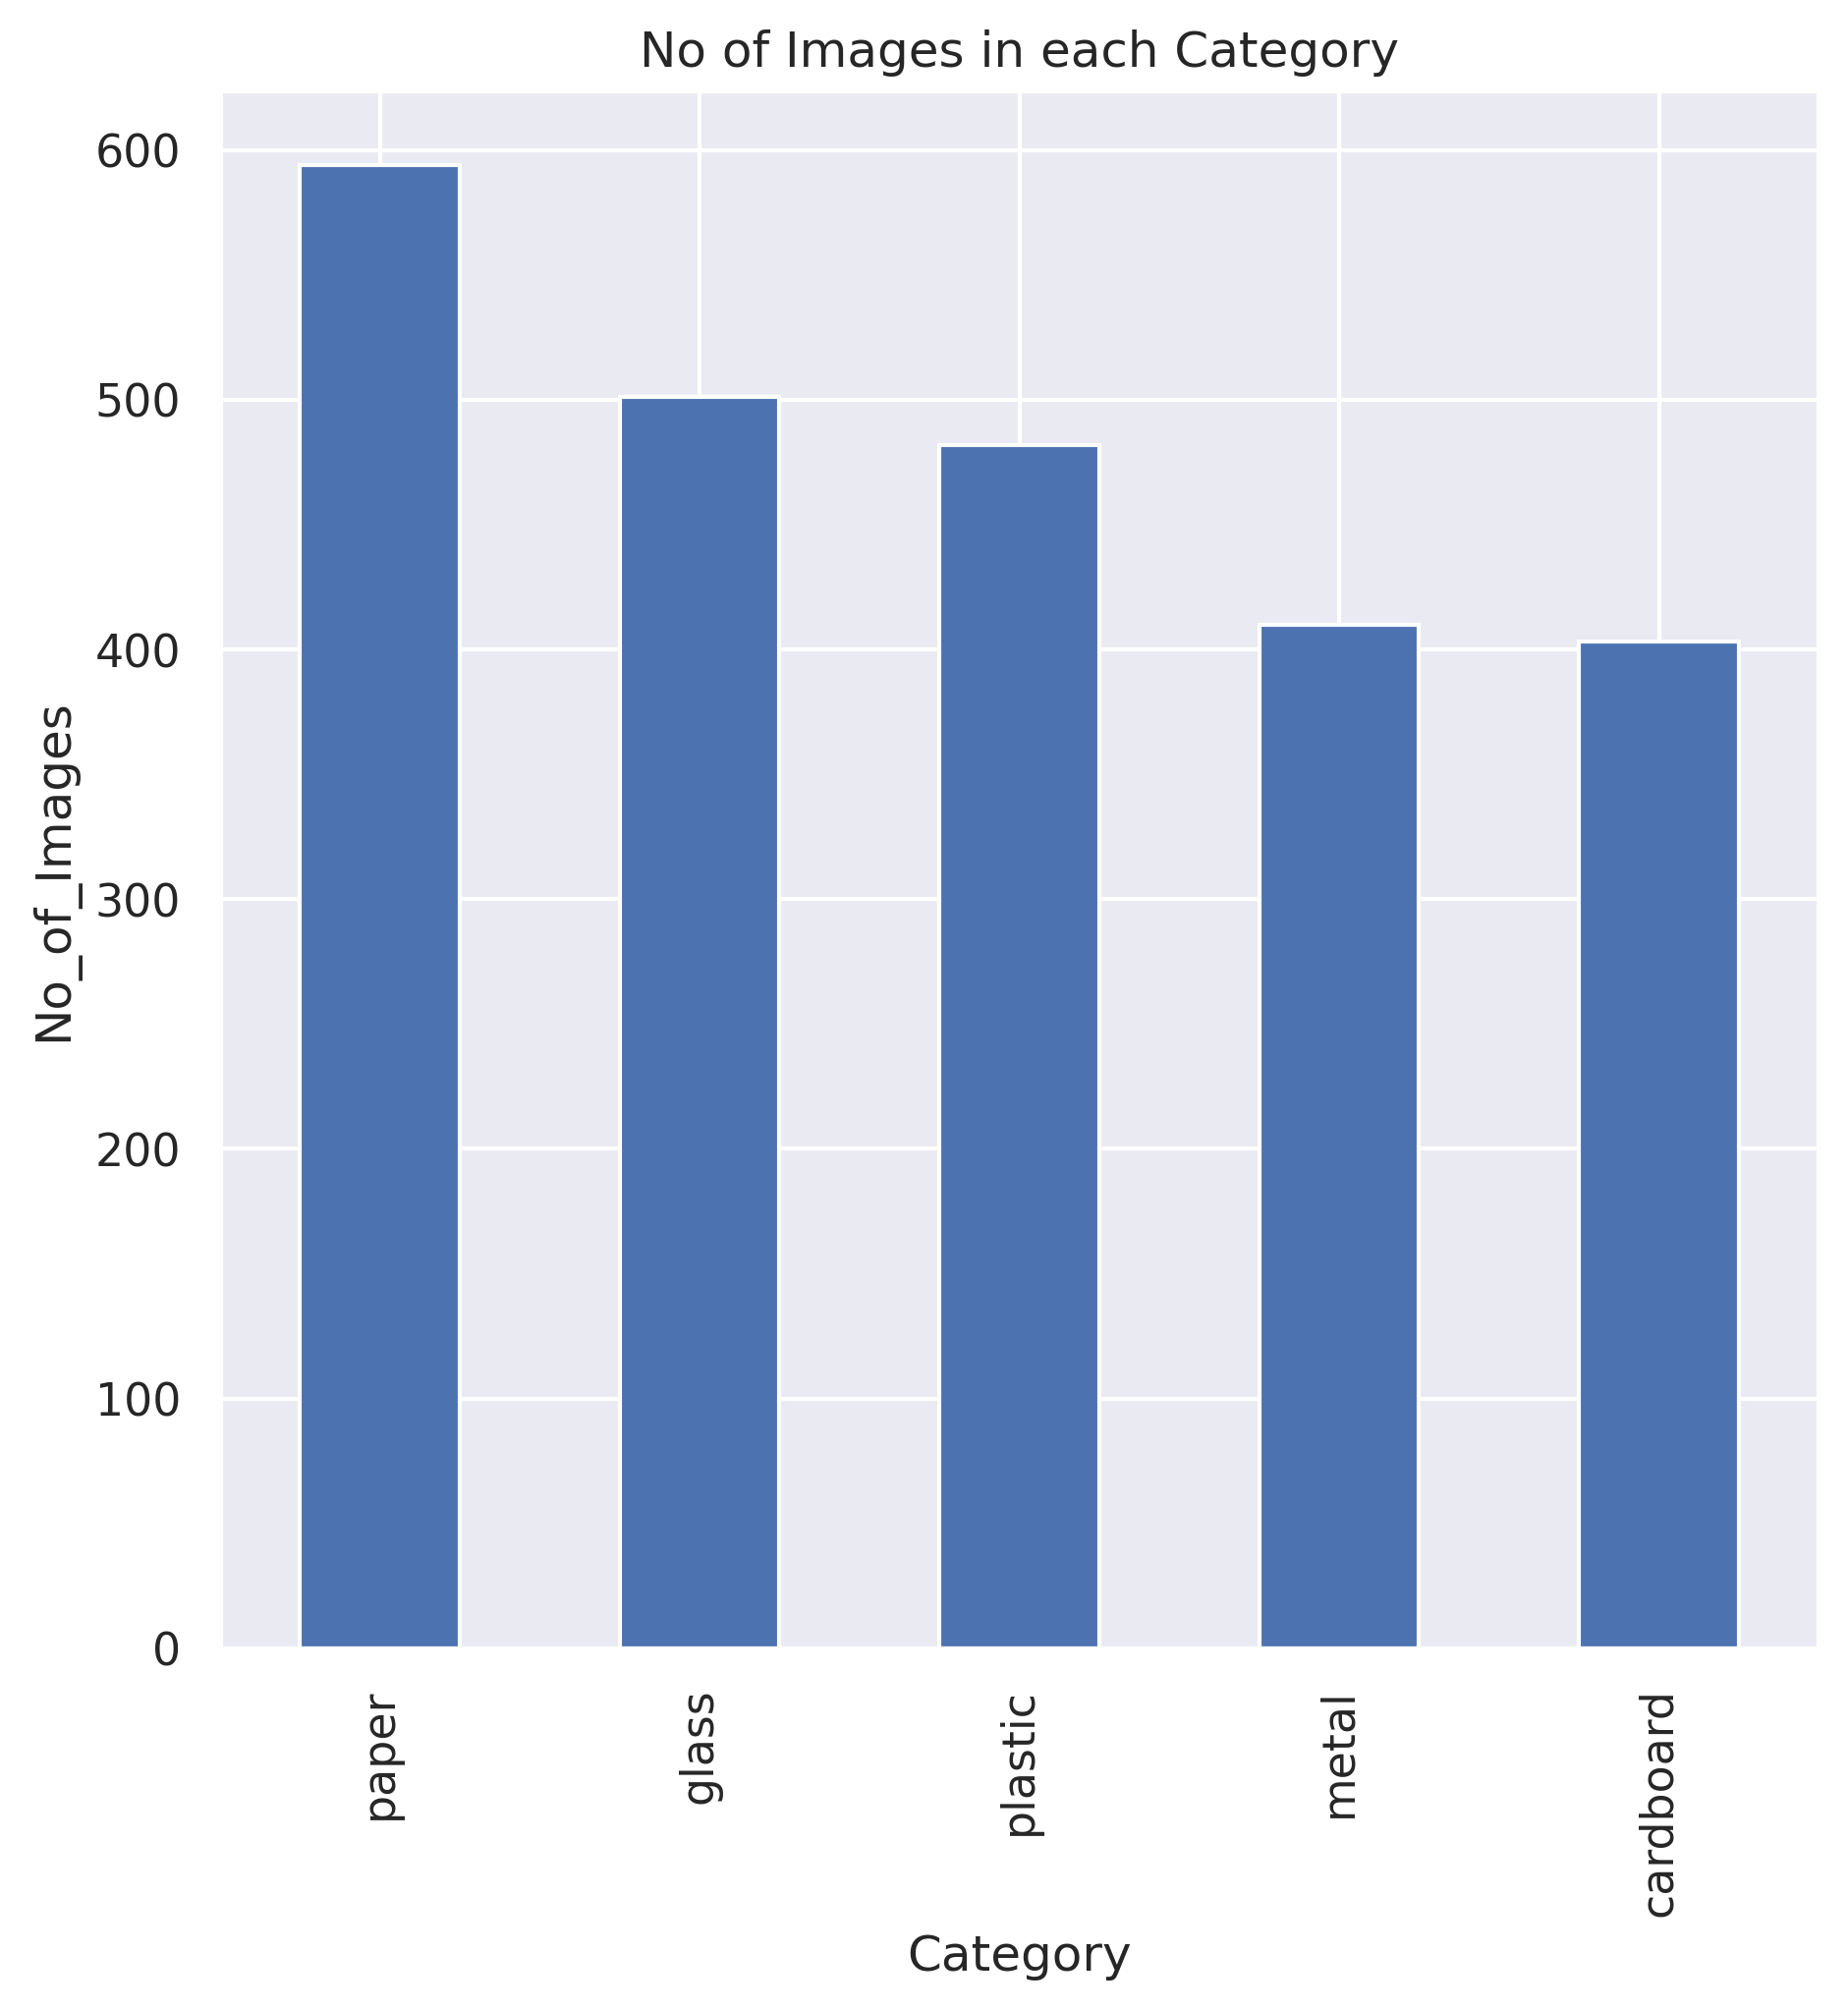 No of Images in each Category
600
500
400
300
200
100
0
No_of_Images
paper
glass
plastic
metal
cardboard
Category